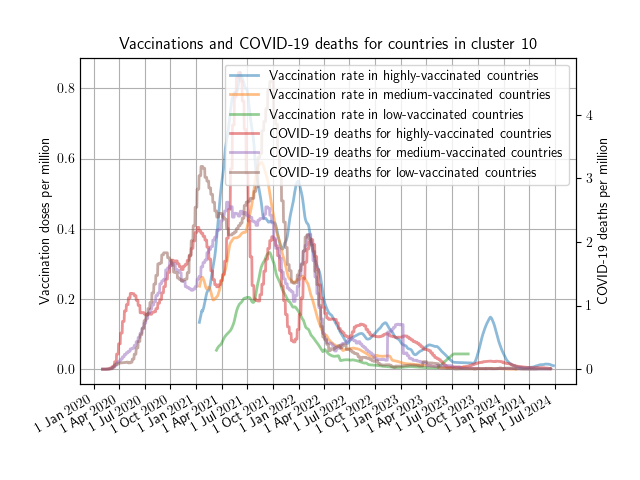 Vaccinations and COVID-19 deaths for countries in cluster 10
Vaccination rate in highly-vaccinated countries
Vaccination rate in medium-vaccinated countries
Vaccination rate in low-vaccinated countries
COVID-19 deaths for highly-vaccinated countries
COVID-19 deaths for medium-vaccinated countries
COVID-19 deaths for low-vaccinated countries
Vaccination doses per million
0.8
0.6
0.4
0.2
0.0
COVID-19 deaths per million
4
3
2
1
0
1 Jan 2020
1 Apr 2020
1 Jul 2020
1 Oct 2020
1 Jan 2021
1 Apr 2021
1 Jul 2021
1 Oct 2021
1 Jan 2022
1 Apr 2022
1 Jul 2022
1 Oct 2022
1 Jan 2023
1 Apr 2023
1 Jul 2023
1 Oct 2023
1 Jan 2024
1 Apr 2024
1 Jul 2024